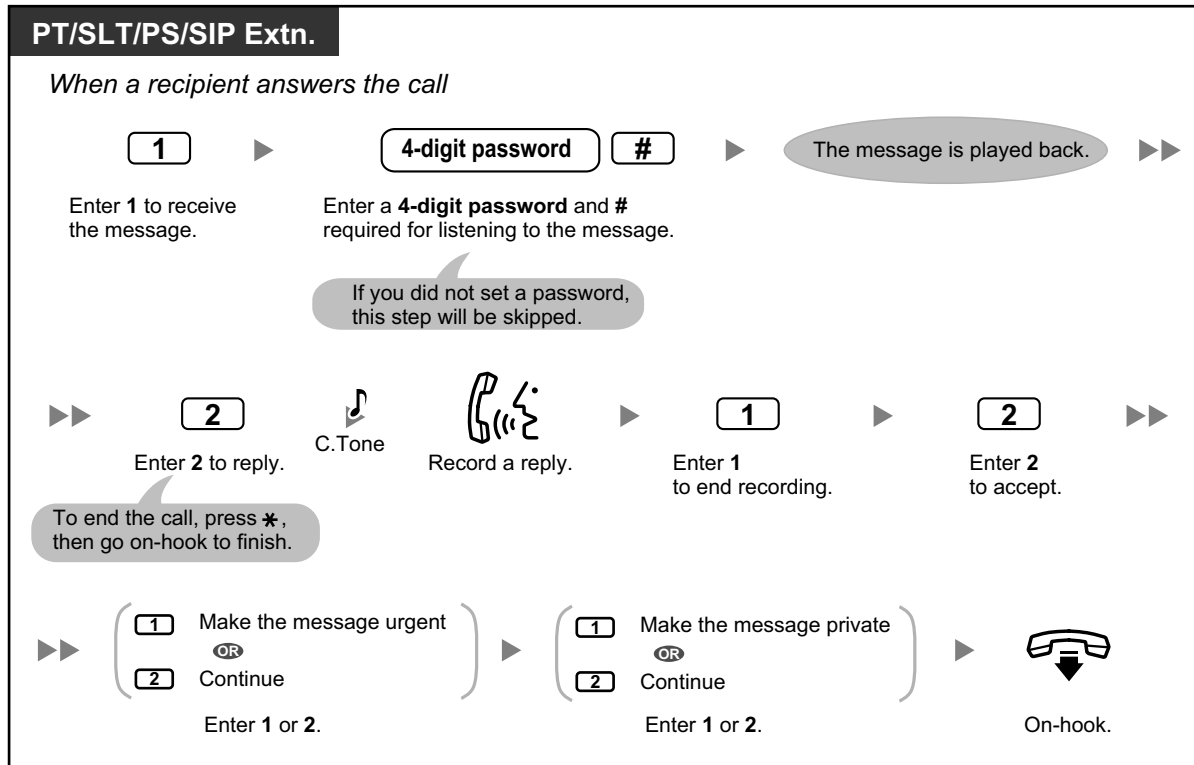 PT/SLT/PS/SIP Extn.
When a recipient answers the call
1
4-digit password #
The message is played back.
Enter 1 to receive
the message.
Enter a 4-digit password and #
required for listening to the message.
If you did not set a password,
this step will be skipped.
2
C.Tone
1
2
Enter 2 to reply.
Record a reply.
Enter 1
to end recording.
Enter 2
to accept.
To end the call, press *,
then go on-hook to finish.
1 Make the message urgent
OR
2 Continue
Enter 1 or 2.
1 Make the message private
OR
2 Continue
Enter 1 or 2.
On-hook.